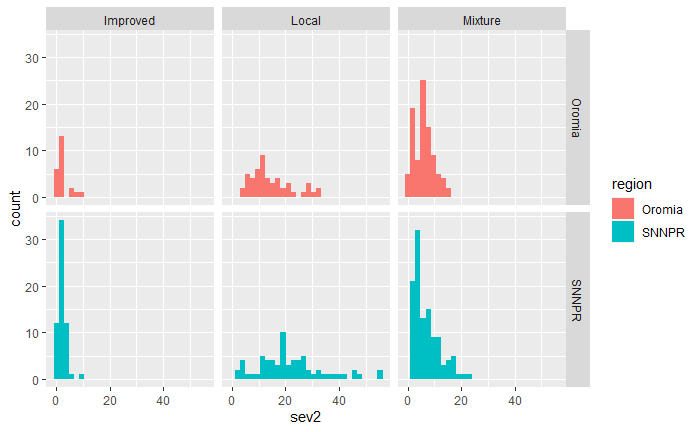 Improved Local Mixture
30
20
10
0
Oromia
30
20
10
0
SNNPR
count
0 20 40 0 20 40 0 20 40
sev2
region
Oromia
SNNPR